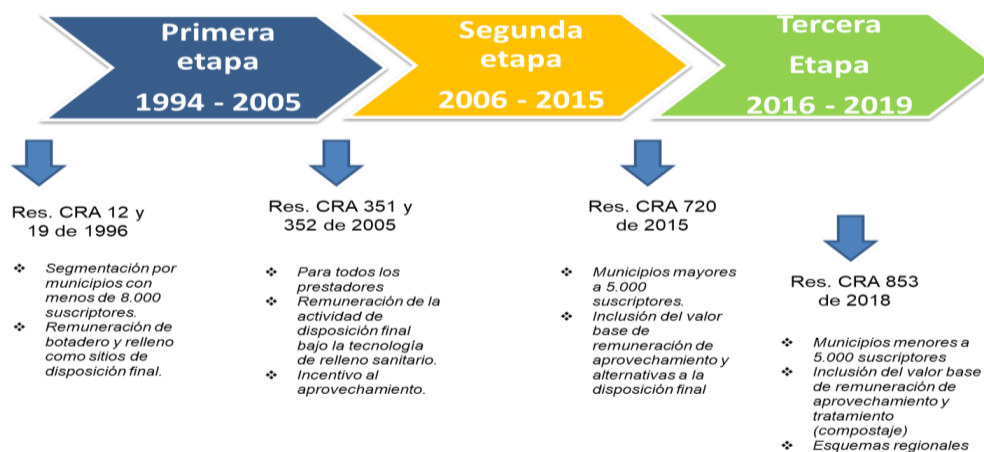 Primera
etapa
1994 - 2005
Segunda
etapa
2006 - 2015
Tercera
Etapa
2016 - 2019
Res. CRA 12 y
19 de 1996
❖ Segmentación por
municipios con
menos de 8.000
suscriptores.
❖ Remuneración de
botadero y relleno
como sitios de
disposición final.
Res. CRA 351 y
352 de 2005
❖ Para todos los
prestadores
❖ Remuneración de la
actividad de
disposición final
bajo la tecnología
de relleno sanitario.
❖ Incentivo al
aprovechamiento.
Res. CRA 720
de 2015
❖ Municipios mayores
a 5.000
suscriptores.
❖ Inclusión del valor
base de
remuneración de
aprovechamiento y
alternativas a la
disposición final
Res. CRA 853
de 2018
❖ Municipios menores a
5.000 suscriptores
❖ Inclusión del valor base
de remuneración de
aprovechamiento y
tratamiento
(compostaje)
❖ Esquemas regionales